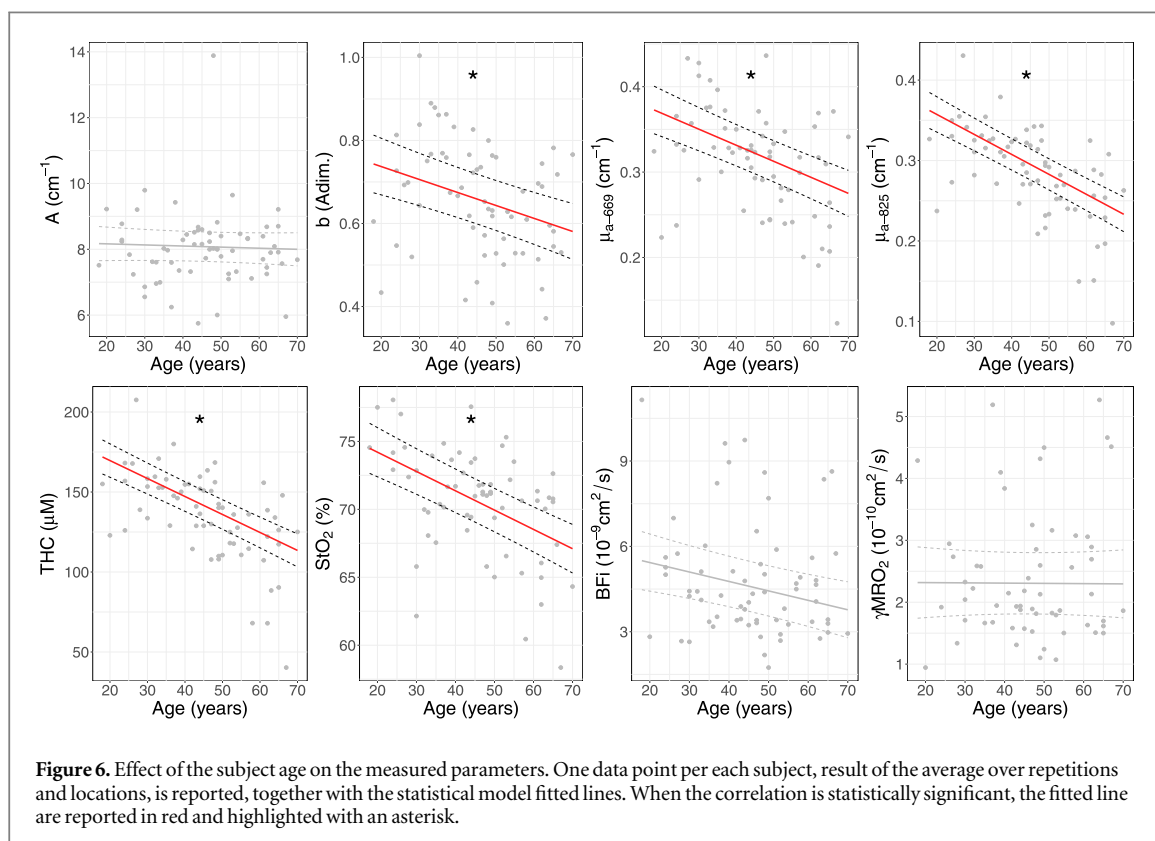 A (cm⁻¹)
14
12
10
8
6
20 30 40 50 60 70
Age (years)
b (Adim.)
1.0
0.8
0.6
0.4
*
20 30 40 50 60 70
Age (years)
μa−669 (cm⁻¹)
0.4
0.3
0.2
*
20 30 40 50 60 70
Age (years)
μa−825 (cm⁻¹)
0.4
0.3
0.2
0.1
*
20 30 40 50 60 70
Age (years)
THC (μM)
200
150
100
50
*
20 30 40 50 60 70
Age (years)
StO₂ (%)
75
70
65
60
*
20 30 40 50 60 70
Age (years)
BFi (10⁻⁹cm²/s)
9
6
3
20 30 40 50 60 70
Age (years)
γMRO₂ (10⁻¹⁰cm²/s)
5
4
3
2
1
20 30 40 50 60 70
Age (years)
Figure 6. Effect of the subject age on the measured parameters. One data point per each subject, result of the average over repetitions
and locations, is reported, together with the statistical model fitted lines. When the correlation is statistically significant, the fitted line
are reported in red and highlighted with an asterisk.